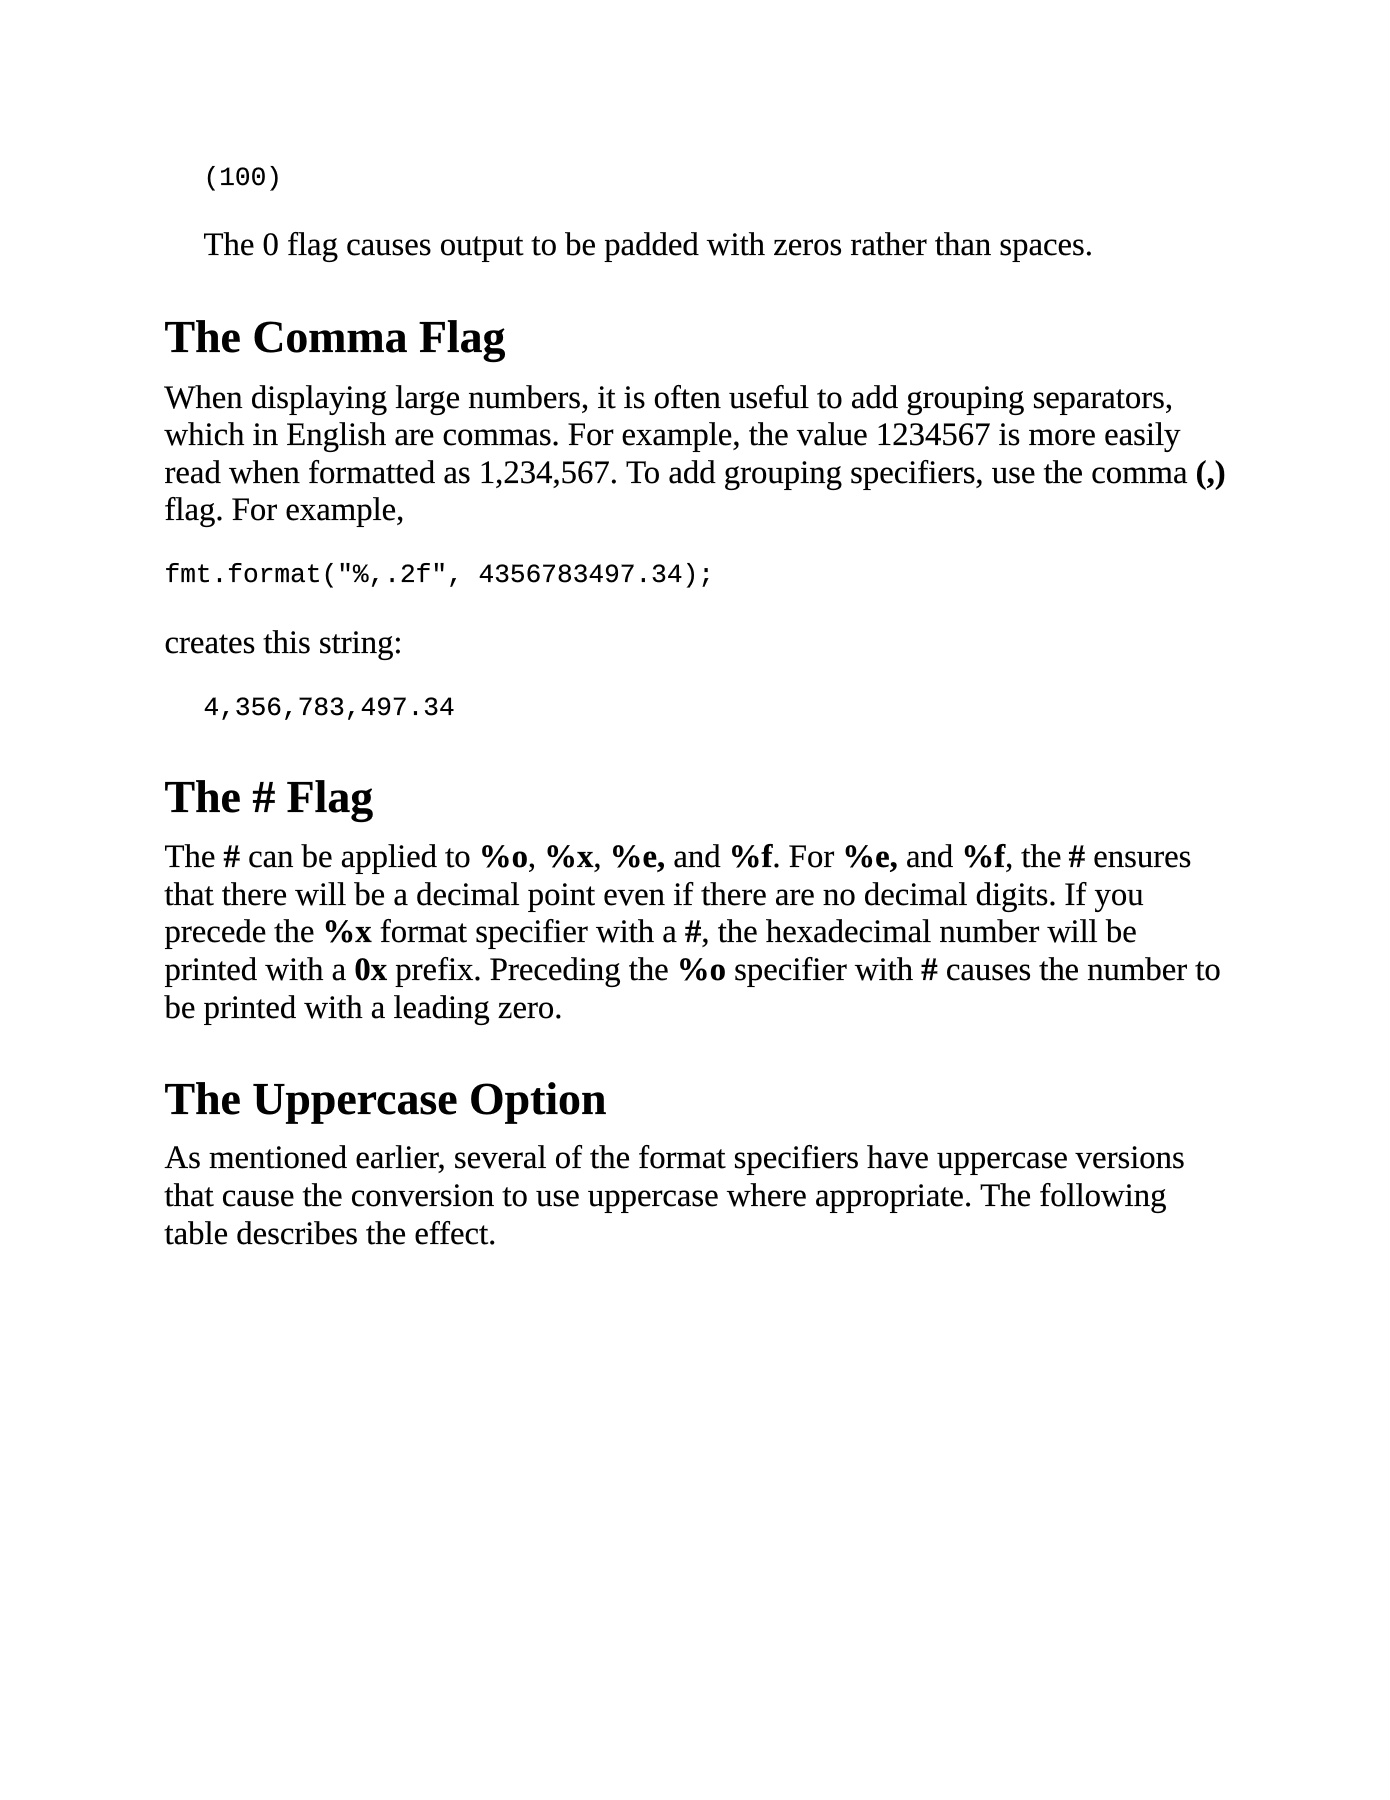 (100)
The 0 flag causes output to be padded with zeros rather than spaces.
The Comma Flag
When displaying large numbers, it is often useful to add grouping separators,
which in English are commas. For example, the value 1234567 is more easily
read when formatted as 1,234,567. To add grouping specifiers, use the comma (,)
flag. For example,
fmt.format("%,.2f", 4356783497.34);
creates this string:
4,356,783,497.34
The # Flag
The # can be applied to %o, %x, %e, and %f. For %e, and %f, the # ensures
that there will be a decimal point even if there are no decimal digits. If you
precede the %x format specifier with a #, the hexadecimal number will be
printed with a 0x prefix. Preceding the %o specifier with # causes the number to
be printed with a leading zero.
The Uppercase Option
As mentioned earlier, several of the format specifiers have uppercase versions
that cause the conversion to use uppercase where appropriate. The following
table describes the effect.